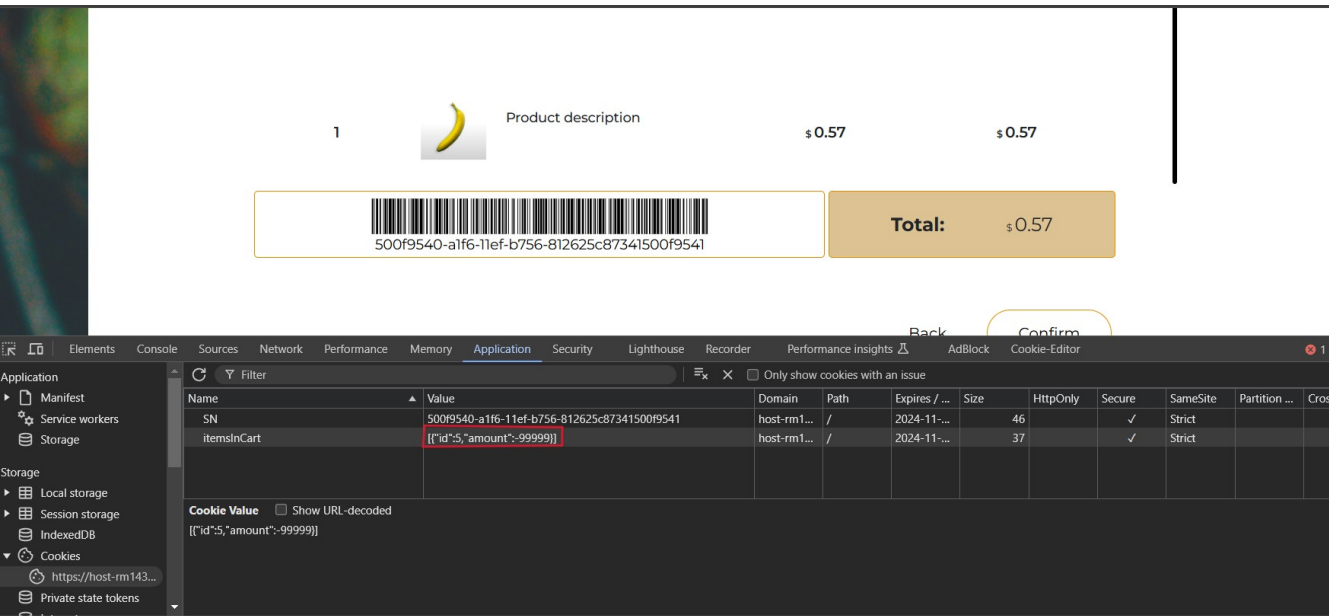 Product description
1
$ 0.57
$ 0.57
500f9540-a1f6-11ef-b756-812625c87341500f9541
Total:
$ 0.57
Back
Confirm
Elements Console Sources Network Performance Memory Application Security Lighthouse Recorder Performance insights AdBlock Cookie-Editor 1
Application
Filter
Only show cookies with an issue
Manifest
Service workers
Storage
Name Value Domain Path Expires / ... Size HttpOnly Secure SameSite Partition ... Cros
SN 500f9540-a1f6-11ef-b756-812625c87341500f9541 host-rm1... / 2024-11-... 46 ✓ Strict
itemsInCart [{"id":5,"amount":-99999}] host-rm1... / 2024-11-... 37 ✓ Strict
Storage
Local storage
Session storage
IndexedDB
Cookies
https://host-rm143...
Private state tokens
Cookie Value Show URL-decoded
[{"id":5,"amount":-99999}]